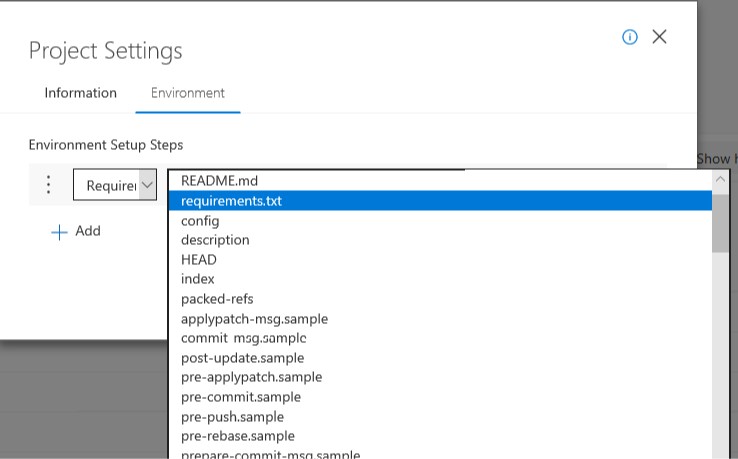 Project Settings
Information
Environment
Environment Setup Steps
Requirer
README.md
requirements.txt
config
description
HEAD
index
packed-refs
applypatch-msg.sample
commit msg.sample
post-update.sample
pre-applypatch.sample
pre-commit.sample
pre-push.sample
pre-rebase.sample
prepare-commit-msg.sample
Add
Show